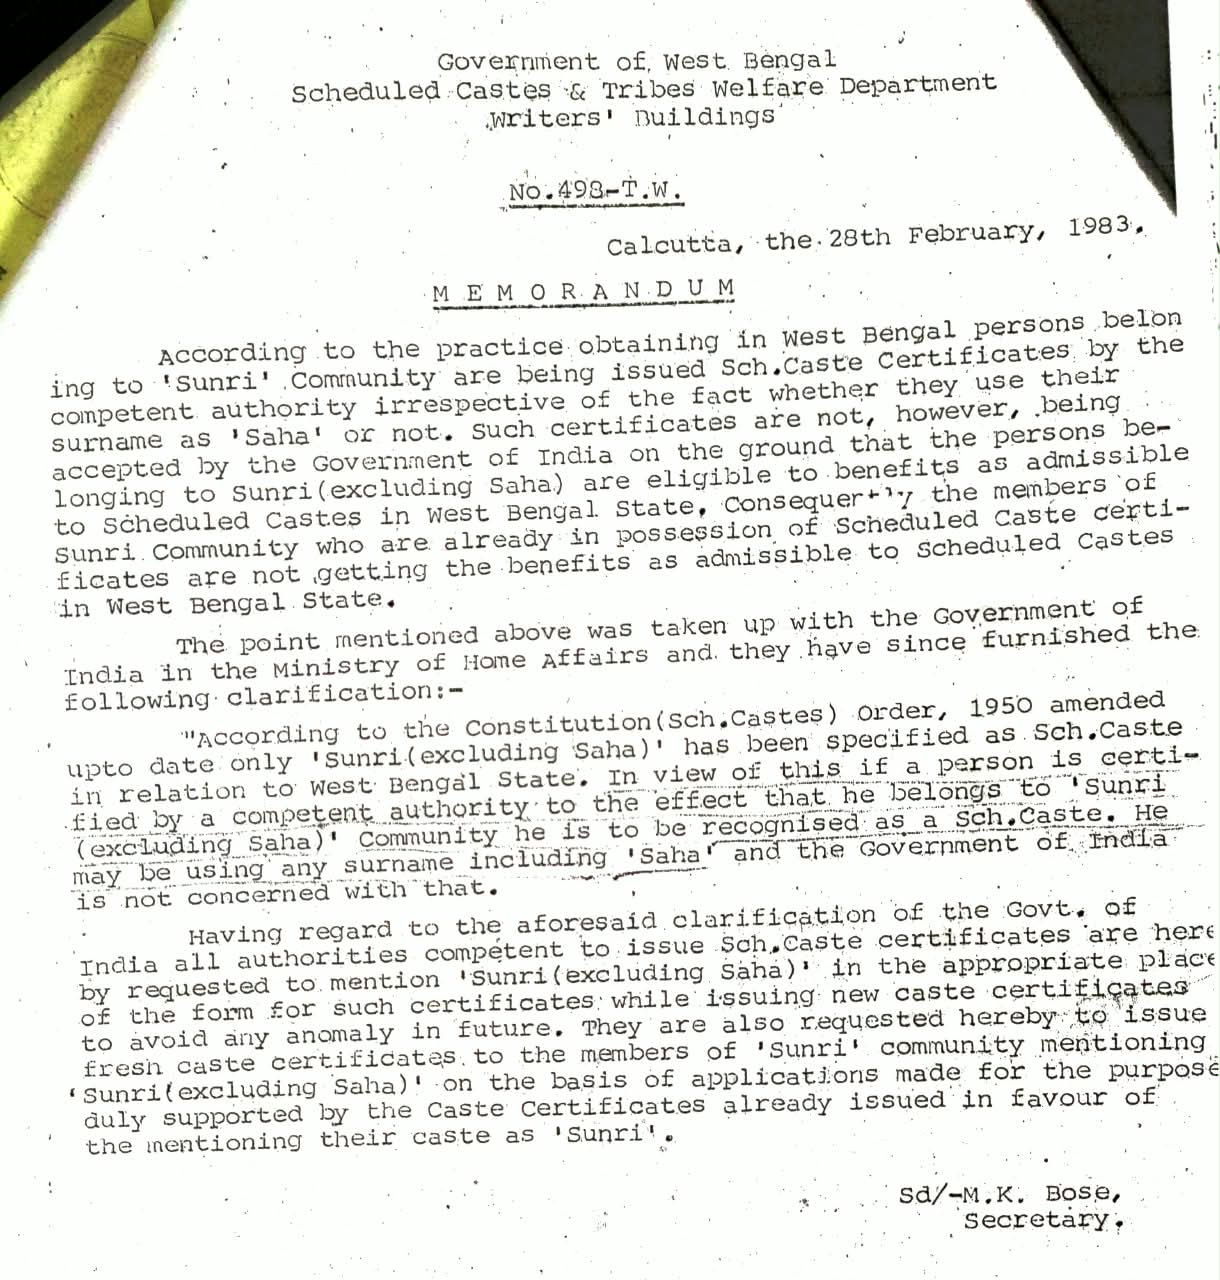 Government of West Bengal
Scheduled Castes & Tribes Welfare Department
Writers' Buildings
No.498-T.W.
Calcutta, the 28th February, 1983.
M E M O R A N D U M
According to the practice obtaining in West Bengal persons belon
ing to 'Sunri' Community are being issued Sch.Caste Certificates by the
competent authority irrespective of the fact whether they use their
surname as 'Saha' or not. Such certificates are not, however, being
accepted by the Government of India on the ground that the persons be-
longing to Sunri(excluding Saha) are eligible to benefits as admissible
to Scheduled Castes in West Bengal State. the members of
Sunri Community who are already in possession of Scheduled Caste certi-
ficates are not getting the benefits as admissible to Scheduled Castes
in West Bengal State.
The point mentioned above was taken up with the Government of
India in the Ministry of Home Affairs and they have since furnished the
following clarification:-
"According to the Constitution(Sch.Castes) Order, 1950 amended
upto date only 'Sunri(excluding Saha)' has been specified as Sch.Caste
in relation to West Bengal State. In view of this if a person is certi-
fied by a competent authority to the effect that he belongs to 'Sunri
(excluding Saha)' Community he is to be recognised as a Sch.Caste. He
may be using any surname including 'Saha' and the Government of India
is not concerned with that.
Having regard to the aforesaid clarification of the Govt. of
India all authorities competent to issue Sch.Caste certificates are here
by requested to mention 'Sunri(excluding Saha)' in the appropriate place
of the form for such certificates while issuing new caste certificates
to avoid any anomaly in future. They are also requested hereby to issue
fresh caste certificates to the members of 'Sunri' community mentioning
'Sunri(excluding Saha)' on the basis of applications made for the purpose
duly supported by the Caste Certificates already issued in favour of
the mentioning their caste as 'Sunri'.
Sd/-M.K. Bose,
Secretary.